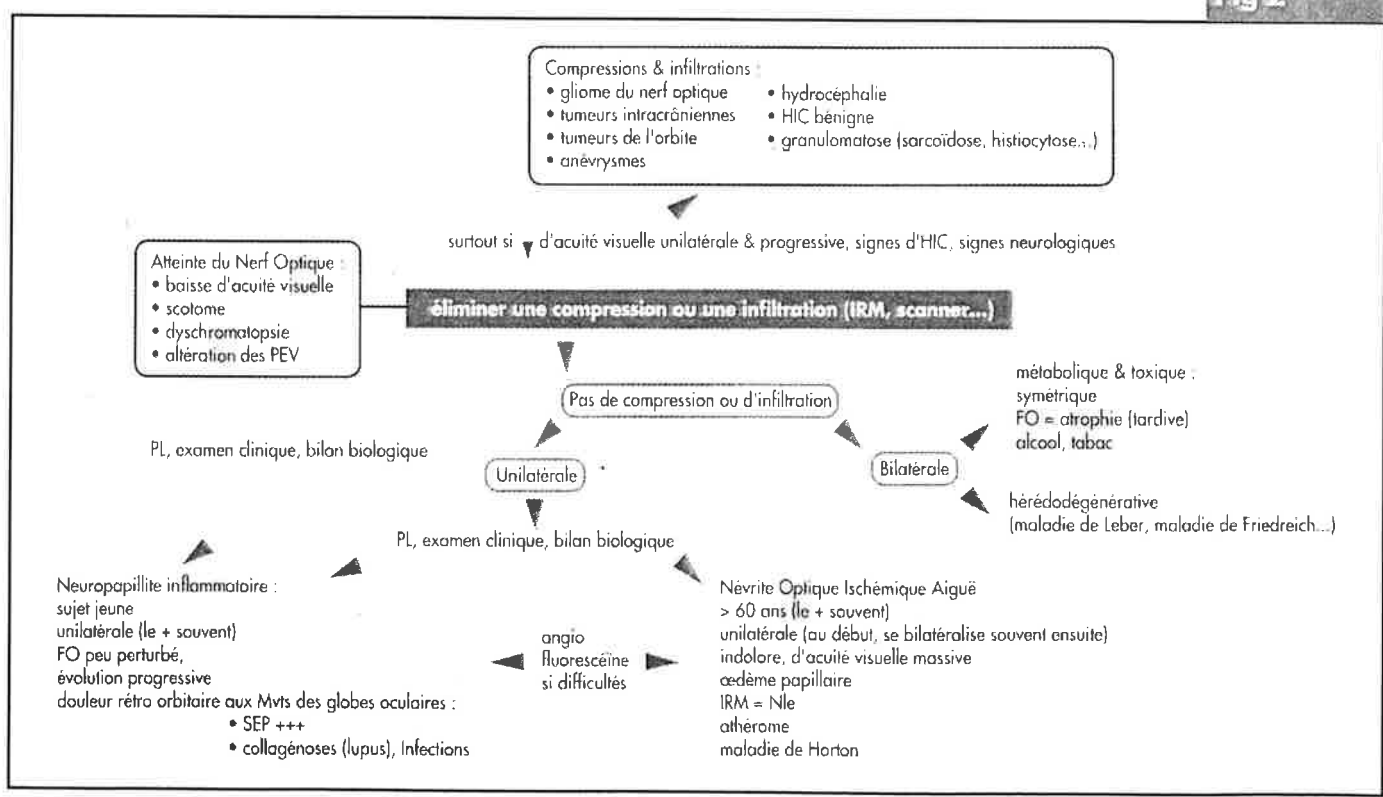 Fig 2
Compressions & infiltrations :
• gliome du nerf optique
• tumeurs intracrâniennes
• tumeurs de l'orbite
• anévrysmes
• hydrocéphalie
• HIC bénigne
• granulomatose (sarcoïdose, histiocytose...)
surtout si ▼ d'acuité visuelle unilatérale & progressive, signes d'HIC, signes neurologiques
Atteinte du Nerf Optique :
• baisse d'acuité visuelle
• scotome
• dyschromatopsie
• altération des PEV
éliminer une compression ou une infiltration (IRM, scanner...)
Pas de compression ou d'infiltration
métabolique & toxique :
symétrique
FO = atrophie (tardive)
alcool, tabac
PL, examen clinique, bilan biologique
Unilatérale
Bilatérale
hérédodégénérative
(maladie de Leber, maladie de Friedreich...)
PL, examen clinique, bilan biologique
Neuropapillite inflammatoire :
sujet jeune
unilatérale (le + souvent)
FO peu perturbé,
évolution progressive
douleur rétro orbitaire aux Mvts des globes oculaires :
• SEP +++
• collagénoses (lupus), Infections
angio
fluorescéine
si difficultés
Névrite Optique Ischémique Aiguë
> 60 ans (le + souvent)
unilatérale (au début, se bilatéralise souvent ensuite)
indolore, d'acuité visuelle massive
œdème papillaire
IRM = Nle
athérome
maladie de Horton